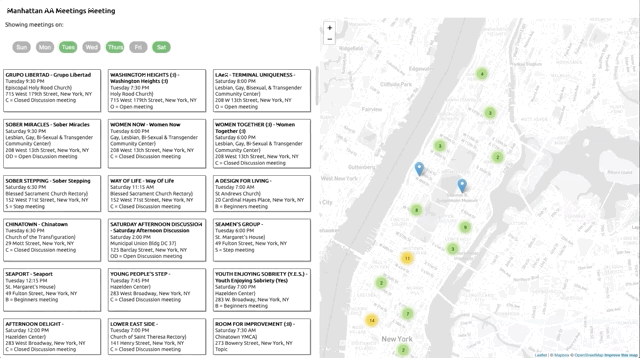 Manhattan AA Meetings Meeting
Showing meetings on:
Sun Mon Tues Wed Thurs Fri Sat
GRUPO LIBERTAD - Grupo Libertad
Tuesday 9:30 PM
Episcopal Holy Rood Church)
715 West 179th Street, New York, NY
C = Closed Discussion meeting
WASHINGTON HEIGHTS (:I) -
Washington Heights (:I)
Tuesday 7:30 PM
Holy Rood Church)
715 West 179th Street, New York, NY
O = Open meeting
- TERMINAL UNIQUENESS -
Saturday 8:00 PM
Lesbian, Gay, Bisexual, & Transgender
Community Center)
208 W 13th Street, New York, NY
O = Open meeting
SOBER MIRACLES - Sober Miracles
Saturday 9:30 PM
Lesbian, Gay, Bi-Sexual & Transgender
Community Center)
208 West 13th Street, New York, NY
OD = Open Discussion meeting
WOMEN NOW - Women Now
Tuesday 6:00 PM
Gay, Lesbian, Bi-Sexual & Transgender
Community Center)
208 West 13th Street, New York, NY
C = Closed Discussion meeting
WOMEN TOGETHER (:I) - Women
Together (:I)
Saturday 6:00 PM
Lesbian, Gay, Bi-Sexual & Transgender
Community Center)
208 West 13th Street, New York, NY
C = Closed Discussion meeting
SOBER STEPPING - Sober Stepping
Saturday 6:30 PM
Blessed Sacrament Church Rectory)
152 West 71st Street, New York, NY
S = Step meeting
WAY OF LIFE - Way Of Life
Saturday 11:15 AM
Blessed Sacrament Church Rectory)
152 West 71st Street, New York, NY
C = Closed Discussion meeting
A DESIGN FOR LIVING -
Tuesday 7:00 AM
St Andrews Church)
20 Cardinal Hayes Place, New York, NY
B = Beginners meeting
CHINATOWN - Chinatown
Tuesday 6:30 PM
Church of the Transfiguration)
29 Mott Street, New York, NY
C = Closed Discussion meeting
SATURDAY AFTERNOON DISCUSSION
- Saturday Afternoon Discussion
Saturday 2:00 PM
Municipal Union Bldg DC 37)
125 Barclay Street, New York, NY
OD = Open Discussion meeting
SEAMEN'S GROUP -
Tuesday 6:00 PM
St. Margaret's House)
49 Fulton Street, New York, NY
S = Step meeting
SEAPORT - Seaport
Tuesday 12:15 PM
St. Margaret's House)
49 Fulton Street, New York, NY
B = Beginners meeting
YOUNG PEOPLE'S STEP -
Tuesday 7:45 PM
Hazelden Center)
283 West Broadway, New York, NY
C = Closed Discussion meeting
YOUTH ENJOYING SOBRIETY (Y.E.S.) -
Youth Enjoying Sobriety (Yes)
Saturday 7:00 PM
Hazelden Center)
283 W. Broadway, New York, NY
B = Beginners meeting
AFTERNOON DELIGHT -
Saturday 12:00 PM
Hazelden Center)
283 West Broadway, New York, NY
C = Closed Discussion meeting
LOWER EAST SIDE -
Tuesday 7:00 PM
Church of Saint Theresa Rectory)
141 Henry Street, New York, NY
C = Closed Discussion meeting
ROOM FOR IMPROVEMENT (:II) -
Saturday 7:30 AM
Chinatown YMCA)
273 Bowery Street, New York, NY
Topic
+
-
Ridgefield
Fairview
Guttenberg
West New York
New York
4
3
3
2
8
9
3
11
3
7
14
2